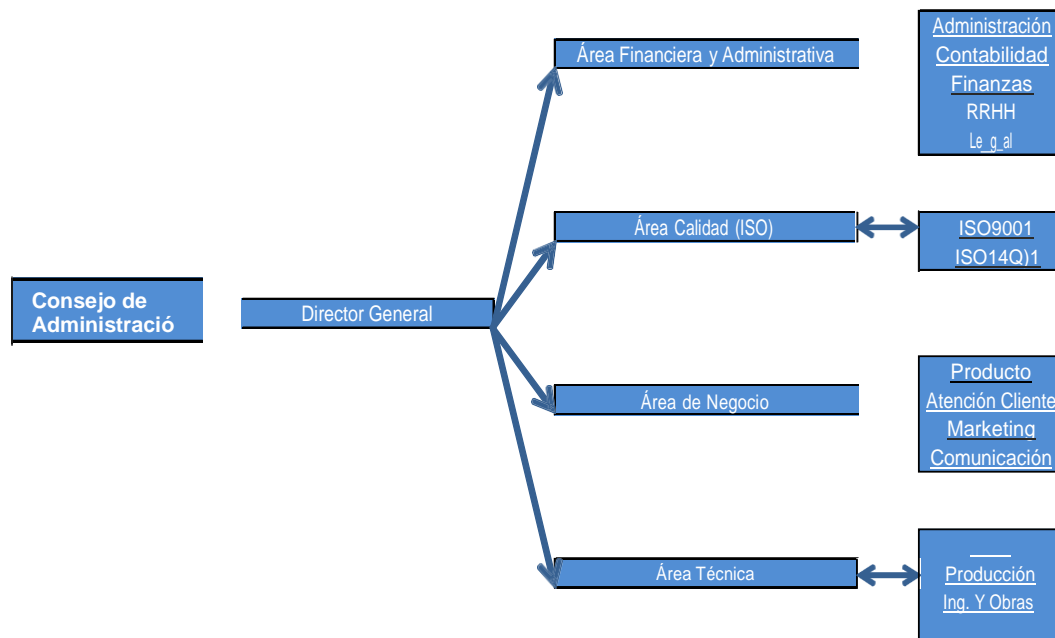 Consejo de
Administració
Director General
Área Financiera y Administrativa
Administración
Contabilidad
Finanzas
RRHH
Le_g_al
Área Calidad (ISO)
ISO9001
ISO14Q)1
Área de Negocio
Producto
Atención Cliente
Marketing
Comunicación
Área Técnica
Producción
Ing. Y Obras